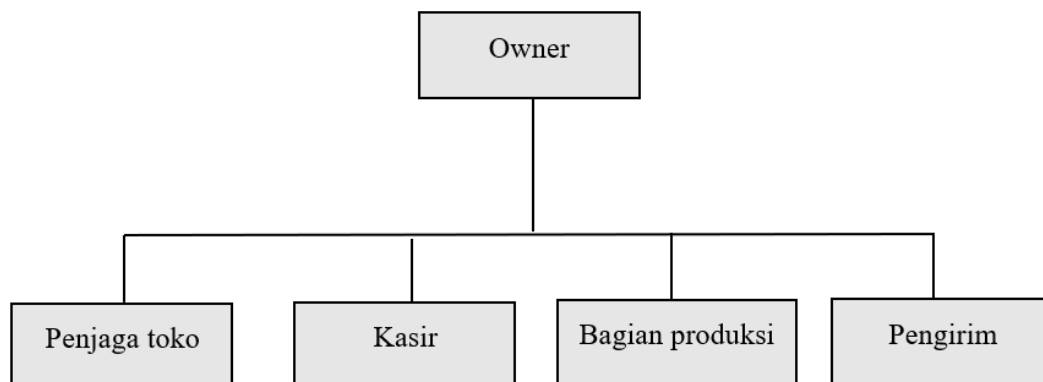 Owner
Penjaga toko
Kasir
Bagian produksi
Pengirim